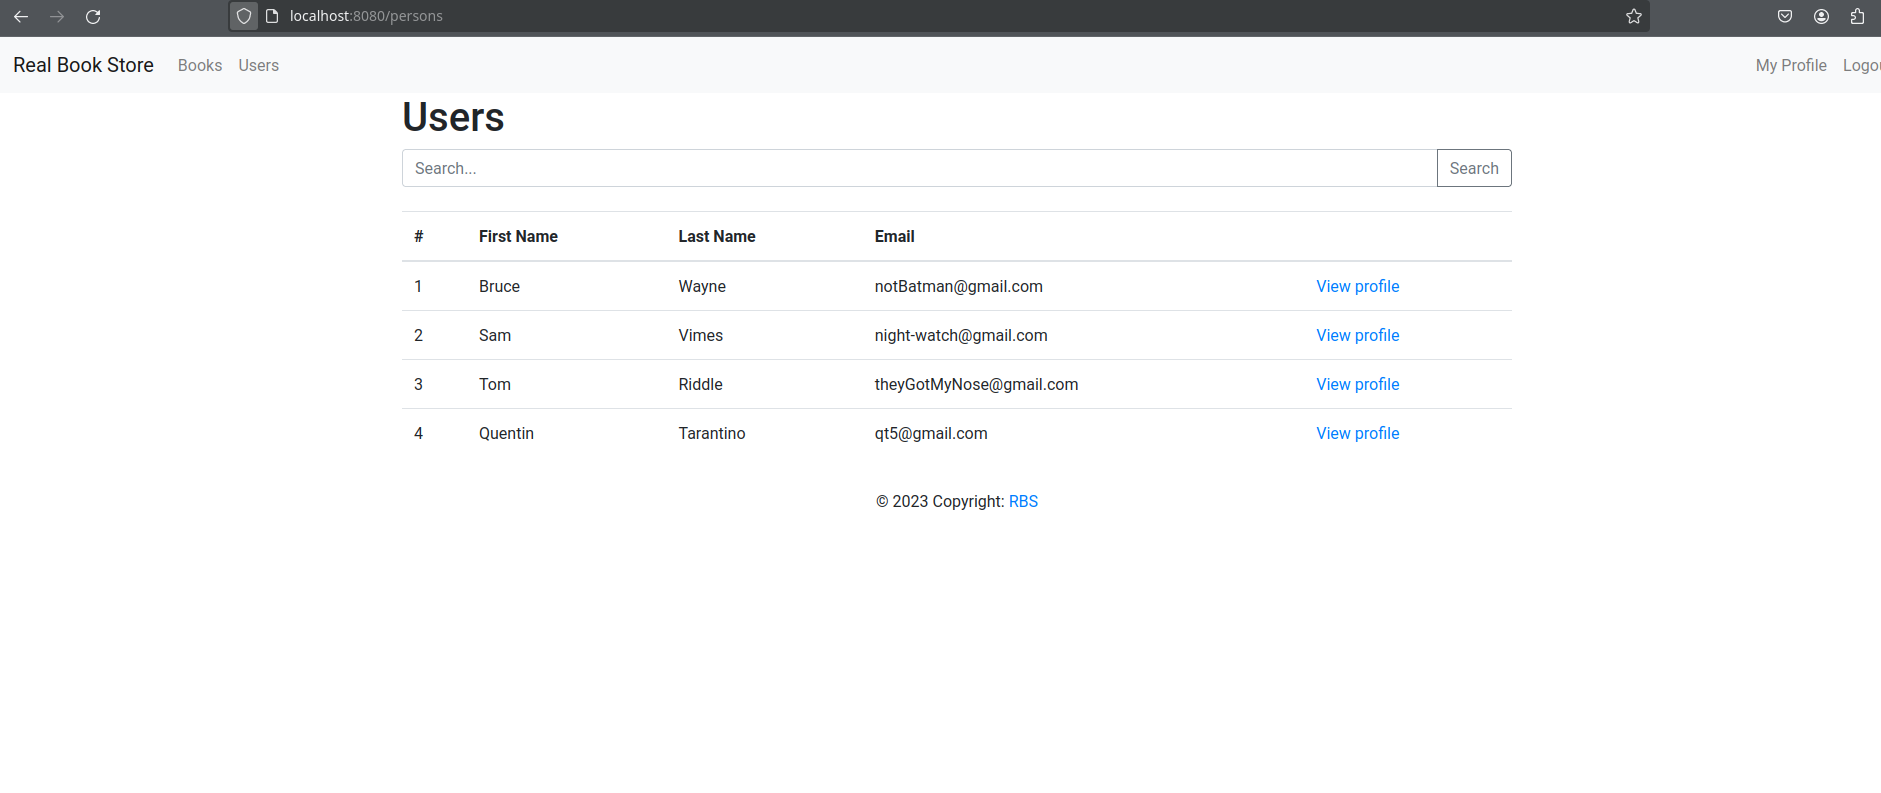 localhost:8080/persons
Real Book Store Books Users My Profile Logou
Users
Search... Search
# First Name Last Name Email
1 Bruce Wayne notBatman@gmail.com View profile
2 Sam Vimes night-watch@gmail.com View profile
3 Tom Riddle theyGotMyNose@gmail.com View profile
4 Quentin Tarantino qt5@gmail.com View profile
© 2023 Copyright: RBS